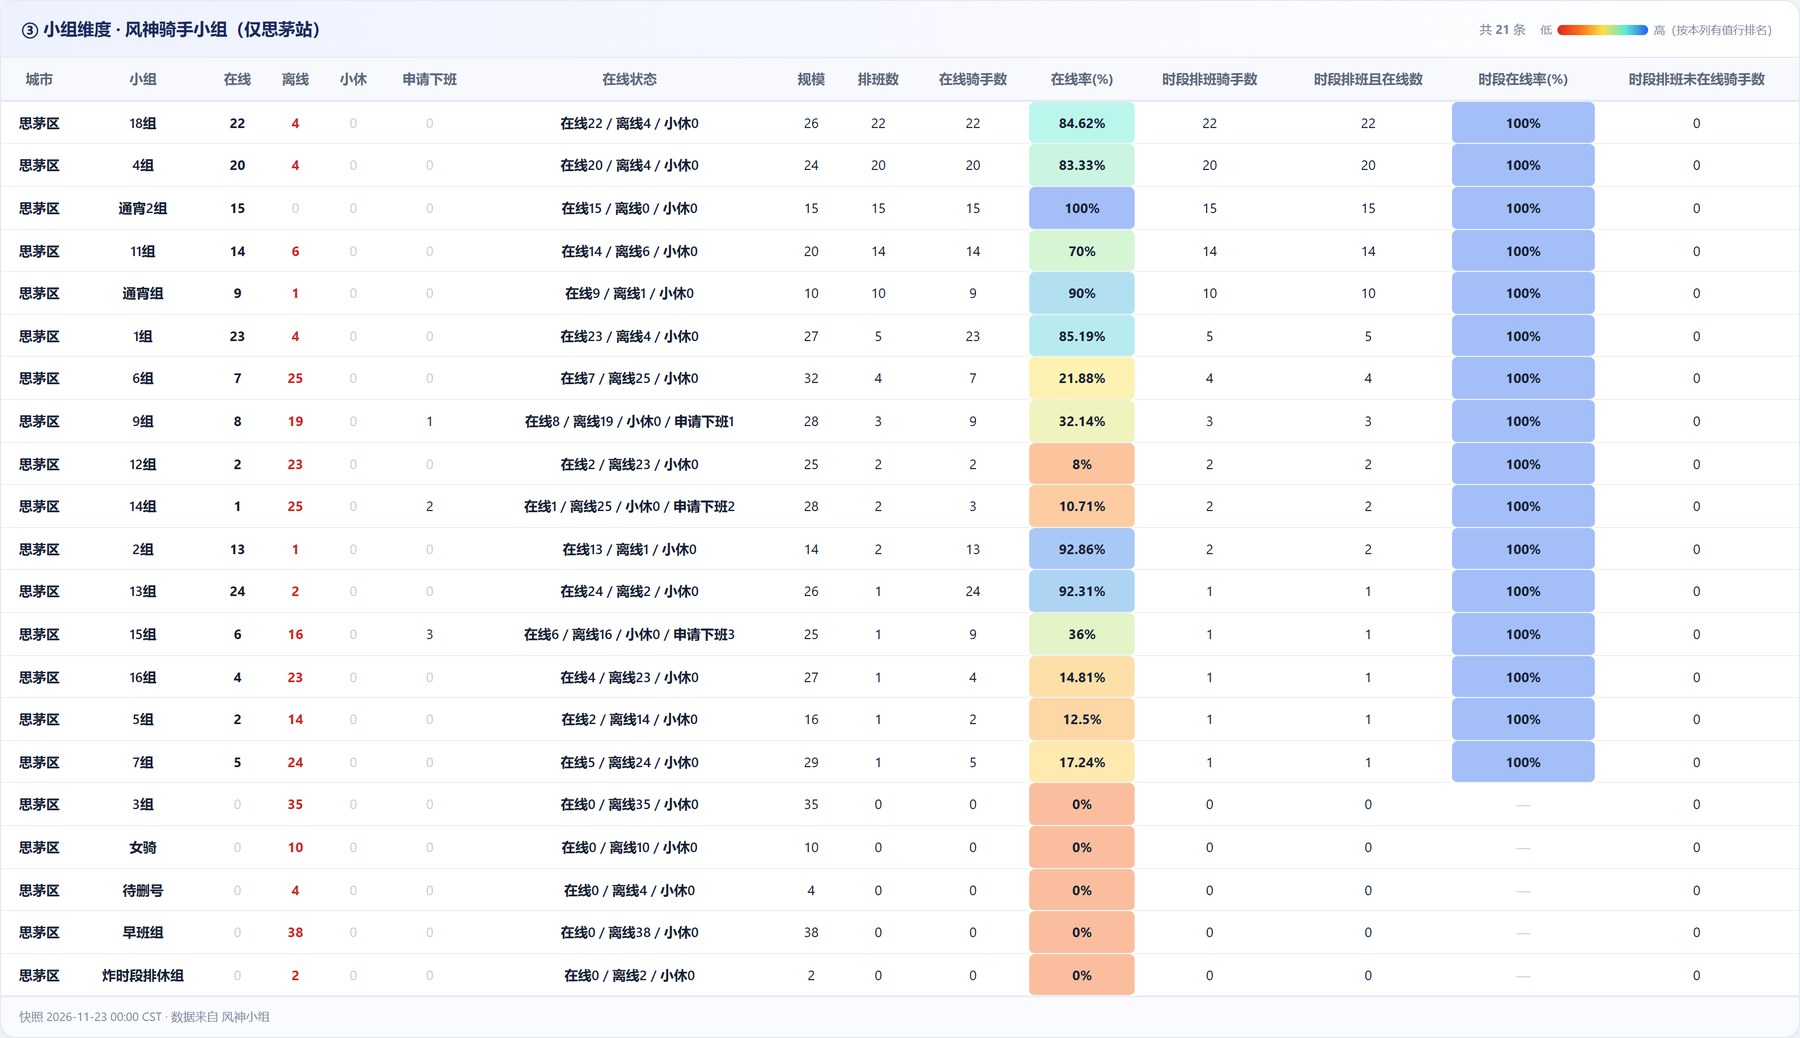 ③ 小组维度 · 风神骑手小组（仅思茅站）
共 21 条 低 高 (按本列有值行排名)
城市 小组 在线 离线 小休 申请下班 在线状态 规模 排班数 在线骑手数 在线率(%) 时段排班骑手数 时段排班且在线数 时段在线率(%) 时段排班未在线骑手数
思茅区 18组 22 4 0 0 在线22 / 离线4 / 小休0 26 22 22 84.62% 22 22 100% 0
思茅区 4组 20 4 0 0 在线20 / 离线4 / 小休0 24 20 20 83.33% 20 20 100% 0
思茅区 通宵2组 15 0 0 0 在线15 / 离线0 / 小休0 15 15 15 100% 15 15 100% 0
思茅区 11组 14 6 0 0 在线14 / 离线6 / 小休0 20 14 14 70% 14 14 100% 0
思茅区 通宵组 9 1 0 0 在线9 / 离线1 / 小休0 10 10 9 90% 10 10 100% 0
思茅区 1组 23 4 0 0 在线23 / 离线4 / 小休0 27 5 23 85.19% 5 5 100% 0
思茅区 6组 7 25 0 0 在线7 / 离线25 / 小休0 32 4 7 21.88% 4 4 100% 0
思茅区 9组 8 19 0 1 在线8 / 离线19 / 小休0 / 申请下班1 28 3 9 32.14% 3 3 100% 0
思茅区 12组 2 23 0 0 在线2 / 离线23 / 小休0 25 2 2 8% 2 2 100% 0
思茅区 14组 1 25 0 2 在线1 / 离线25 / 小休0 / 申请下班2 28 2 3 10.71% 2 2 100% 0
思茅区 2组 13 1 0 0 在线13 / 离线1 / 小休0 14 2 13 92.86% 2 2 100% 0
思茅区 13组 24 2 0 0 在线24 / 离线2 / 小休0 26 1 24 92.31% 1 1 100% 0
思茅区 15组 6 16 0 3 在线6 / 离线16 / 小休0 / 申请下班3 25 1 9 36% 1 1 100% 0
思茅区 16组 4 23 0 0 在线4 / 离线23 / 小休0 27 1 4 14.81% 1 1 100% 0
思茅区 5组 2 14 0 0 在线2 / 离线14 / 小休0 16 1 2 12.5% 1 1 100% 0
思茅区 7组 5 24 0 0 在线5 / 离线24 / 小休0 29 1 5 17.24% 1 1 100% 0
思茅区 3组 0 35 0 0 在线0 / 离线35 / 小休0 35 0 0 0% 0 0 — 0
思茅区 女骑 0 10 0 0 在线0 / 离线10 / 小休0 10 0 0 0% 0 0 — 0
思茅区 待删号 0 4 0 0 在线0 / 离线4 / 小休0 4 0 0 0% 0 0 — 0
思茅区 早班组 0 38 0 0 在线0 / 离线38 / 小休0 38 0 0 0% 0 0 — 0
思茅区 炸时段排休组 0 2 0 0 在线0 / 离线2 / 小休0 2 0 0 0% 0 0 — 0
快照 2026-11-23 00:00 CST · 数据来自 风神小组